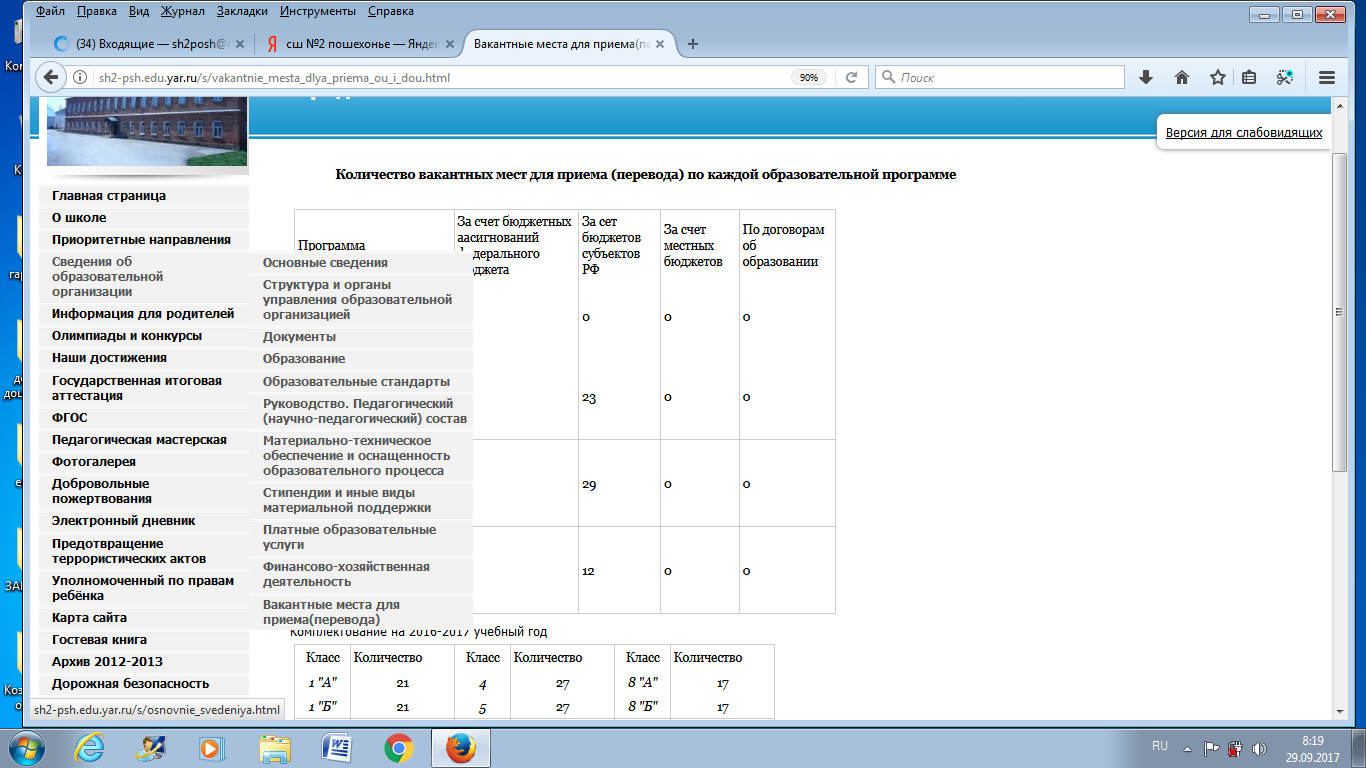 Файл Правка Вид Журнал Закладки Инструменты Справка
(34) Входящие — sh2posh@
сш №2 пошехонье — Янде
Вакантные места для приема(пе
sh2-psh.edu.yar.ru/s/vakantnie_mesta_dlya_priema_ou_i_dou.html
90%
Поиск
Версия для слабовидящих
Количество вакантных мест для приема (перевода) по каждой образовательной программе
Главная страница
О школе
Приоритетные направления
Сведения об
образовательной
организации
Информация для родителей
Олимпиады и конкурсы
Наши достижения
Государственная итоговая
аттестация
ФГОС
Педагогическая мастерская
Фотогалерея
Добровольные
пожертвования
Электронный дневник
Предотвращение
террористических актов
Уполномоченный по правам
ребёнка
Карта сайта
Гостевая книга
Архив 2012-2013
Дорожная безопасность
Основные сведения
Структура и органы
управления образовательной
организацией
Документы
Образование
Образовательные стандарты
Руководство. Педагогический
(научно-педагогический) состав
Материально-техническое
обеспечение и оснащенность
образовательного процесса
Стипендии и иные виды
материальной поддержки
Платные образовательные
услуги
Финансово-хозяйственная
деятельность
Вакантные места для
приема(перевода)
Программа
За счет бюджетных
аасигнований
дерального
джета
За сет
бюджетов
субъектов
РФ
За счет
местных
бюджетов
По договорам
об
образовании
0 0 0
23 0 0
29 0 0
12 0 0
Комплектование на 2016-2017 учебный год
Класс Количество Класс Количество Класс Количество
1 "А" 21 4 27 8 "А" 17
1 "Б" 21 5 27 8 "Б" 17
sh2-psh.edu.yar.ru/s/osnovnie_svedeniya.html
RU
8:19
29.09.2017